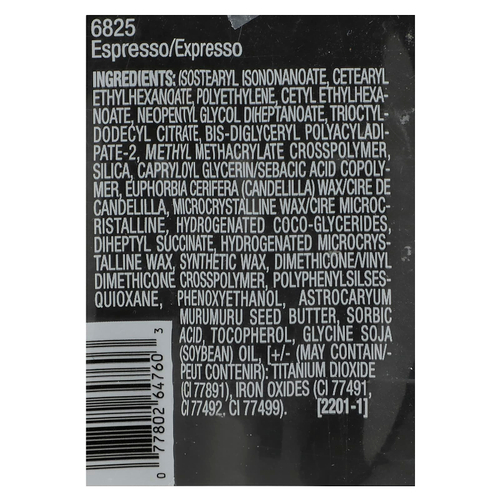 6825
Espresso/Expresso
INGREDIENTS: ISOSTEARYL ISONONANOATE, CETEARYL
ETHYLHEXANOATE, POLYETHYLENE, CETYL ETHYLHEXA-
NOATE, NEOPENTYL GLYCOL DIHEPTANOATE, TRIOCTYL-
DODECYL CITRATE, BIS-DIGLYCERYL POLYACYLADI-
PATE-2, METHYL METHACRYLATE CROSSPOLYMER,
SILICA, CAPRYLOYL GLYCERIN/SEBACIC ACID COPOLY-
MER, EUPHORBIA CERIFERA (CANDELILLA) WAX/CIRE DE
CANDELILLA, MICROCRYSTALLINE WAX/CIRE MICRO-
CRISTALLINE, HYDROGENATED COCO-GLYCERIDES,
DIHEPTYL SUCCINATE, HYDROGENATED MICROCRYS-
TALLINE WAX, SYNTHETIC WAX, DIMETHICONE/VINYL
DIMETHICONE CROSSPOLYMER, POLYPHENYLSILSES-
QUIOXANE, PHENOXYETHANOL, ASTROCARYUM
MURUMURU SEED BUTTER, SORBIC
ACID, TOCOPHEROL, GLYCINE SOJA
(SOYBEAN) OIL, [+/- (MAY CONTAIN/
PEUT CONTENIR): TITANIUM DIOXIDE
(CI 77891), IRON OXIDES (CI 77491,
CI 77492, CI 77499). [2201-1]
0 77802 64760 3